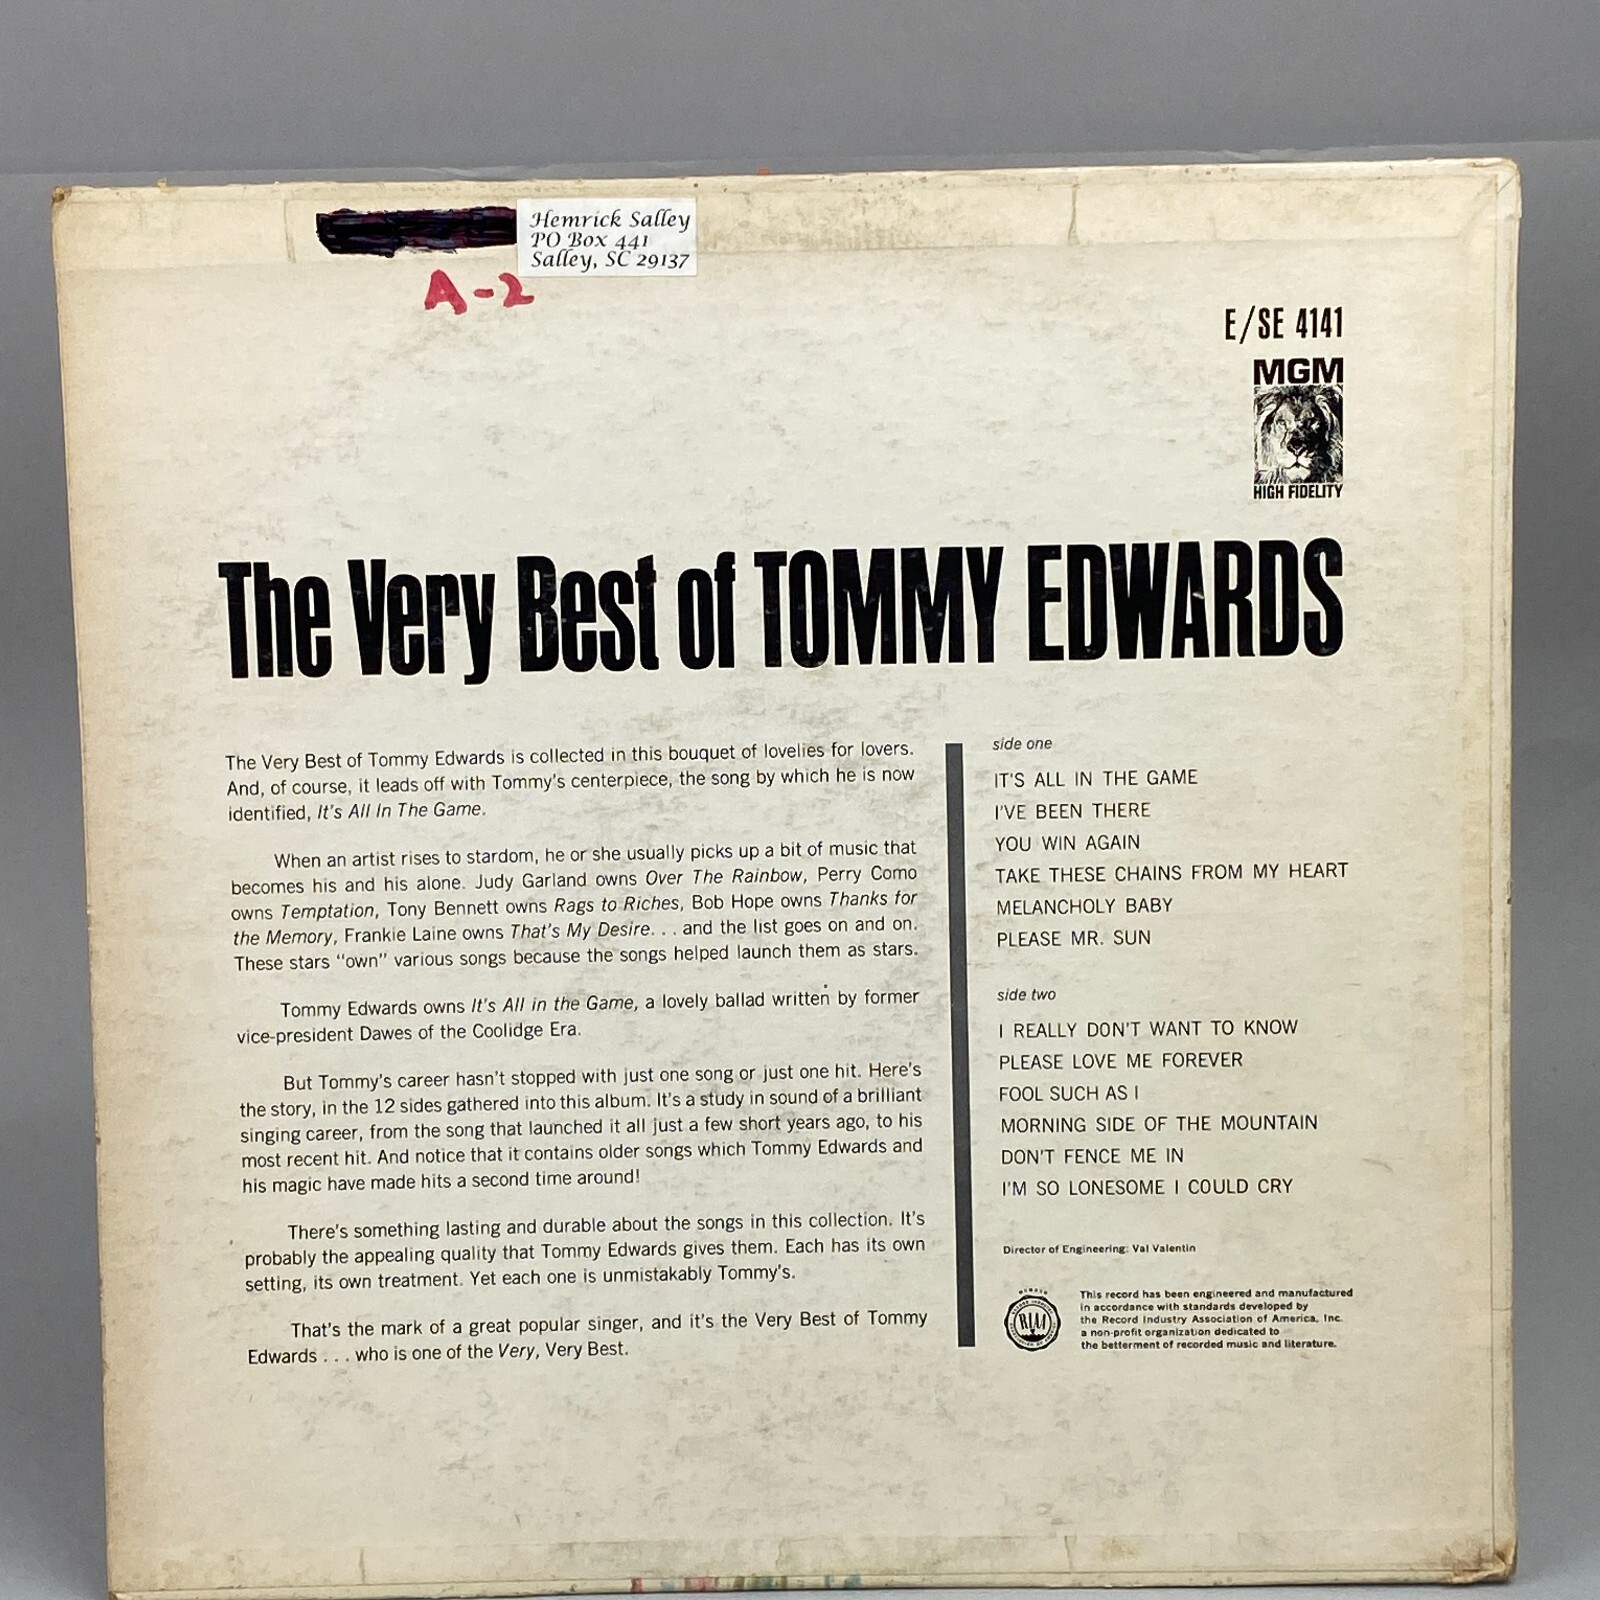 Hemrick Salley
PO Box 441
Salley, SC 29137
A-2
E/SE 4141
MGM
HIGH FIDELITY
The Very Best of TOMMY EDWARDS
The Very Best of Tommy Edwards is collected in this bouquet of lovelies for lovers.
And, of course, it leads off with Tommy's centerpiece, the song by which he is now
identified, It's All In The Game.
When an artist rises to stardom, he or she usually picks up a bit of music that
becomes his and his alone. Judy Garland owns Over The Rainbow, Perry Como
owns Temptation, Tony Bennett owns Rags to Riches, Bob Hope owns Thanks for
the Memory, Frankie Laine owns That's My Desire. . . and the list goes on and on.
These stars "own" various songs because the songs helped launch them as stars.
Tommy Edwards owns It's All in the Game, a lovely ballad written by former
vice-president Dawes of the Coolidge Era.
But Tommy's career hasn't stopped with just one song or just one hit. Here's
the story, in the 12 sides gathered into this album. It's a study in sound of a brilliant
singing career, from the song that launched it all just a few short years ago, to his
most recent hit. And notice that it contains older songs which Tommy Edwards and
his magic have made hits a second time around!
There's something lasting and durable about the songs in this collection. It's
probably the appealing quality that Tommy Edwards gives them. Each has its own
setting, its own treatment. Yet each one is unmistakably Tommy's.
That's the mark of a great popular singer, and it's the Very Best of Tommy
Edwards . . . who is one of the Very, Very Best.
side one
IT'S ALL IN THE GAME
I'VE BEEN THERE
YOU WIN AGAIN
TAKE THESE CHAINS FROM MY HEART
MELANCHOLY BABY
PLEASE MR. SUN
side two
I REALLY DON'T WANT TO KNOW
PLEASE LOVE ME FOREVER
FOOL SUCH AS I
MORNING SIDE OF THE MOUNTAIN
DON'T FENCE ME IN
I'M SO LONESOME I COULD CRY
Director of Engineering: Val Valentin
RIAA
This record has been engineered and manufactured
in accordance with standards developed by
the Record Industry Association of America, Inc.
a non-profit organization dedicated to
the betterment of recorded music and literature.